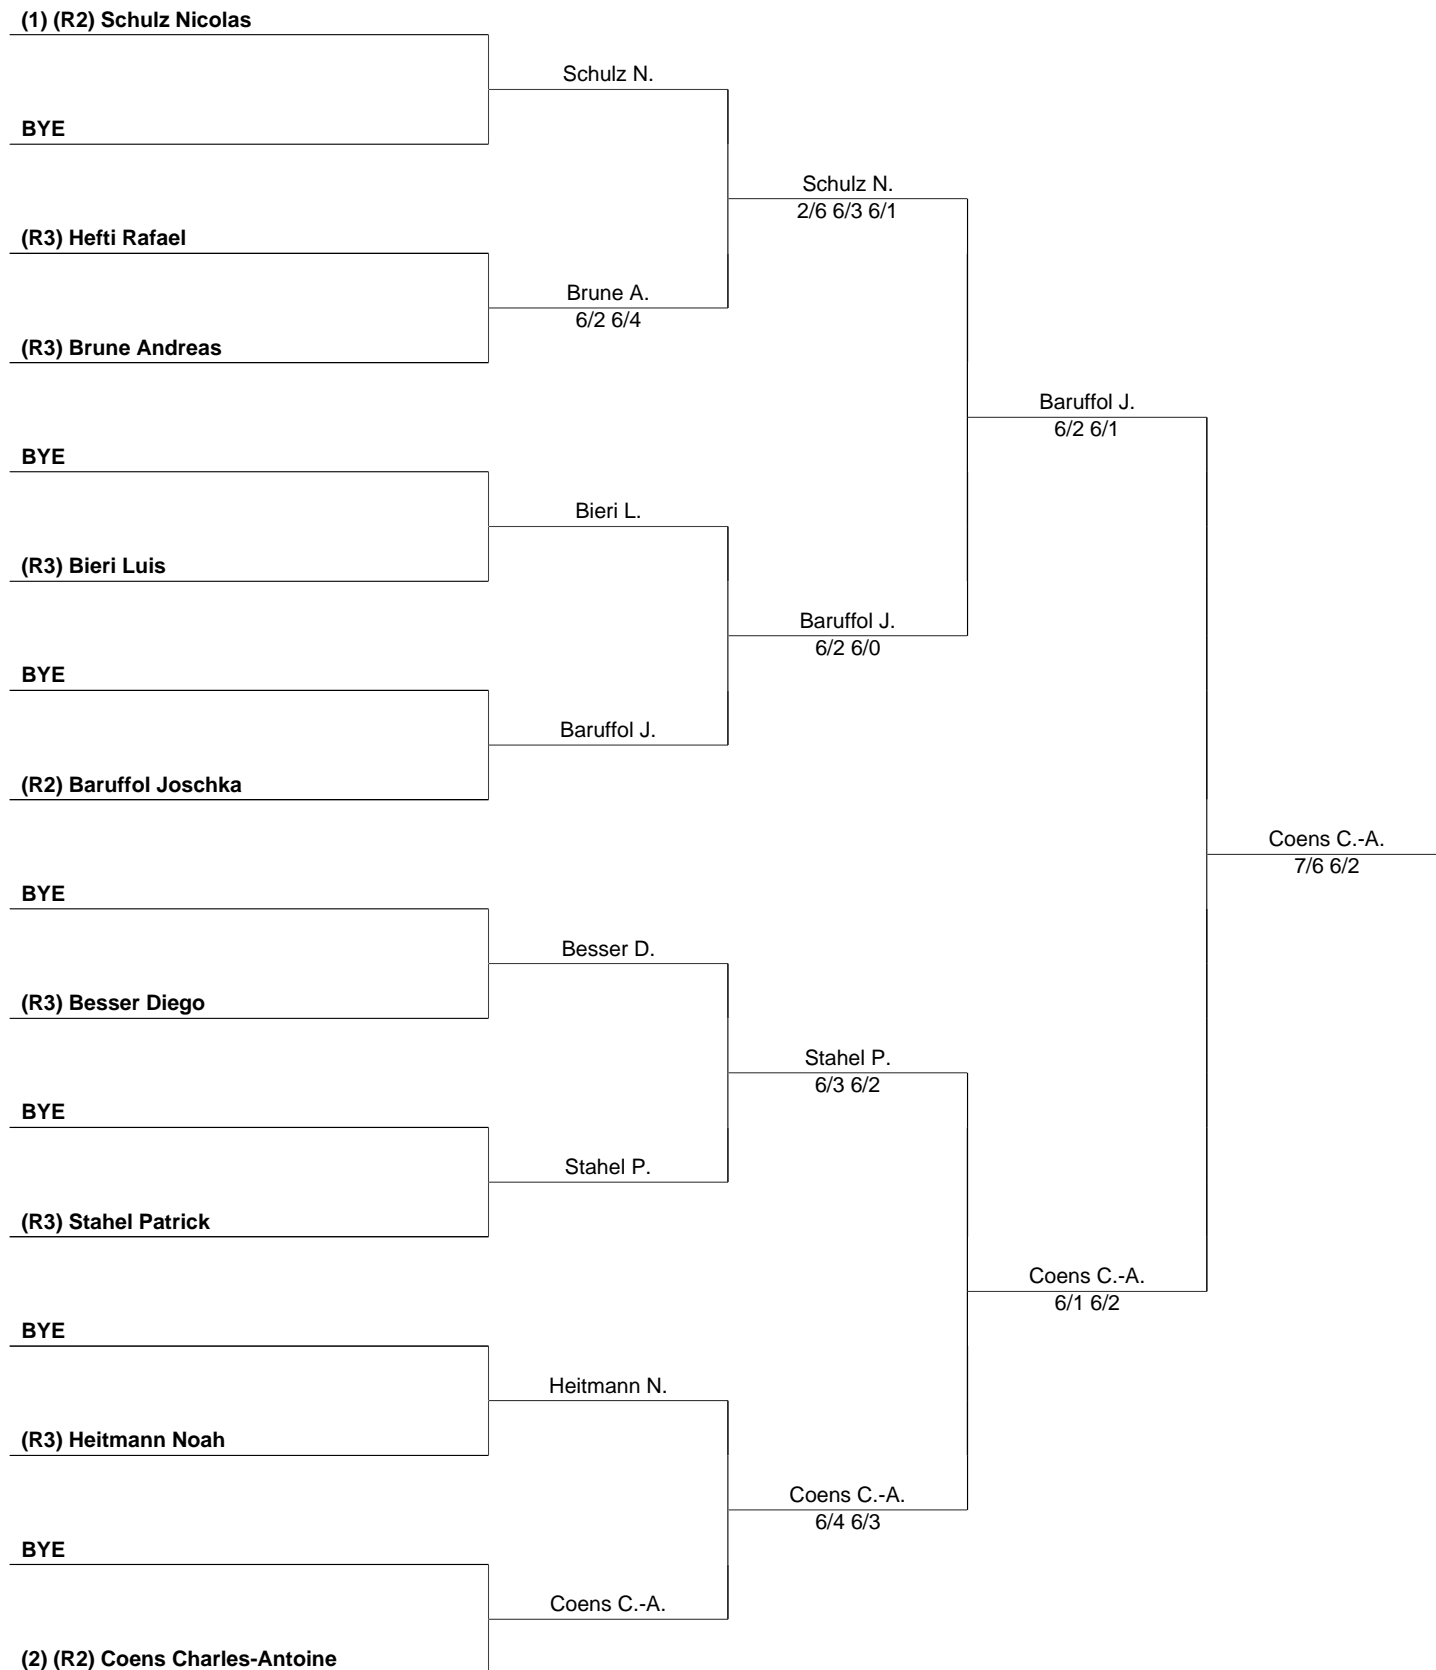 (1) (R2) Schulz Nicolas
Schulz N.
BYE
Schulz N.
2/6 6/3 6/1
(R3) Hefti Rafael
Brune A.
6/2 6/4
(R3) Brune Andreas
Baruffol J.
6/2 6/1
BYE
Bieri L.
(R3) Bieri Luis
Baruffol J.
6/2 6/0
BYE
Baruffol J.
(R2) Baruffol Joschka
Coens C.-A.
7/6 6/2
BYE
Besser D.
(R3) Besser Diego
Stahel P.
6/3 6/2
BYE
Stahel P.
(R3) Stahel Patrick
Coens C.-A.
6/1 6/2
BYE
Heitmann N.
(R3) Heitmann Noah
Coens C.-A.
6/4 6/3
BYE
Coens C.-A.
(2) (R2) Coens Charles-Antoine